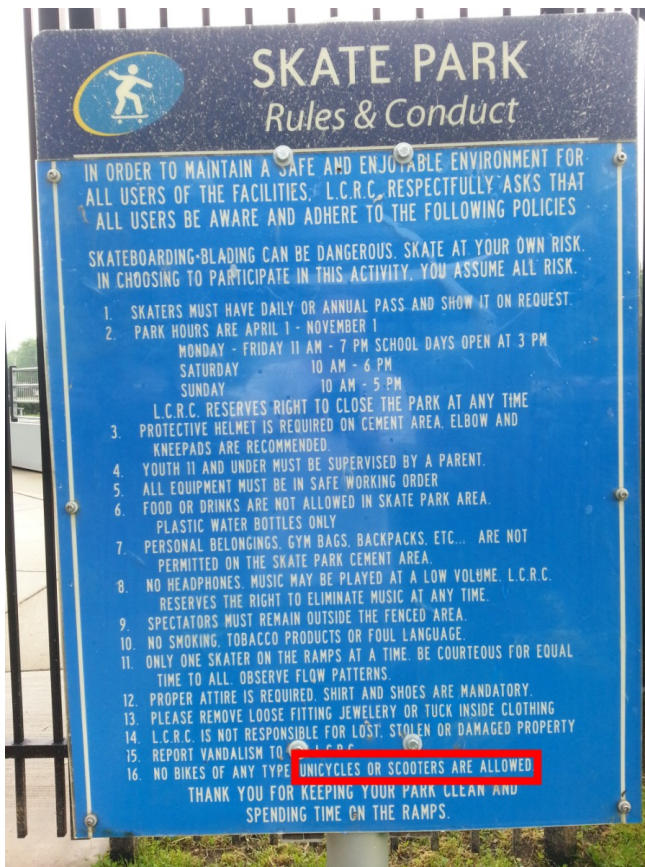 SKATE PARK
Rules & Conduct
IN ORDER TO MAINTAIN A SAFE AND ENJOYABLE ENVIRONMENT FOR
ALL USERS OF THE FACILITIES, L.C.R.C. RESPECTFULLY ASKS THAT
ALL USERS BE AWARE AND ADHERE TO THE FOLLOWING POLICIES
SKATEBOARDING-BLADING CAN BE DANGEROUS. SKATE AT YOUR OWN RISK.
IN CHOOSING TO PARTICIPATE IN THIS ACTIVITY, YOU ASSUME ALL RISK.
1. SKATERS MUST HAVE DAILY OR ANNUAL PASS AND SHOW IT ON REQUEST.
2. PARK HOURS ARE APRIL 1 - NOVEMBER 1
MONDAY - FRIDAY 11 AM - 7 PM SCHOOL DAYS OPEN AT 3 PM
SATURDAY 10 AM - 6 PM
SUNDAY 10 AM - 5 PM
L.C.R.C. RESERVES RIGHT TO CLOSE THE PARK AT ANY TIME
3. PROTECTIVE HELMET IS REQUIRED ON CEMENT AREA, ELBOW AND
KNEEPADS ARE RECOMMENDED.
4. YOUTH 11 AND UNDER MUST BE SUPERVISED BY A PARENT.
5. ALL EQUIPMENT MUST BE IN SAFE WORKING ORDER
6. FOOD OR DRINKS ARE NOT ALLOWED IN SKATE PARK AREA.
PLASTIC WATER BOTTLES ONLY
7. PERSONAL BELONGINGS, GYM BAGS, BACKPACKS, ETC... ARE NOT
PERMITTED ON THE SKATE PARK CEMENT AREA.
8. NO HEADPHONES. MUSIC MAY BE PLAYED AT A LOW VOLUME. L.C.R.C.
RESERVES THE RIGHT TO ELIMINATE MUSIC AT ANY TIME.
9. SPECTATORS MUST REMAIN OUTSIDE THE FENCED AREA.
10. NO SMOKING, TOBACCO PRODUCTS OR FOUL LANGUAGE.
11. ONLY ONE SKATER ON THE RAMPS AT A TIME. BE COURTEOUS FOR EQUAL
TIME TO ALL. OBSERVE FLOW PATTERNS.
12. PROPER ATTIRE IS REQUIRED. SHIRT AND SHOES ARE MANDATORY.
13. PLEASE REMOVE LOOSE FITTING JEWELERY OR TUCK INSIDE CLOTHING
14. L.C.R.C. IS NOT RESPONSIBLE FOR LOST, STOLEN OR DAMAGED PROPERTY
15. REPORT VANDALISM TO L.C.R.C.
16. NO BIKES OF ANY TYPE, UNICYCLES OR SCOOTERS ARE ALLOWED
THANK YOU FOR KEEPING YOUR PARK CLEAN AND
SPENDING TIME ON THE RAMPS.